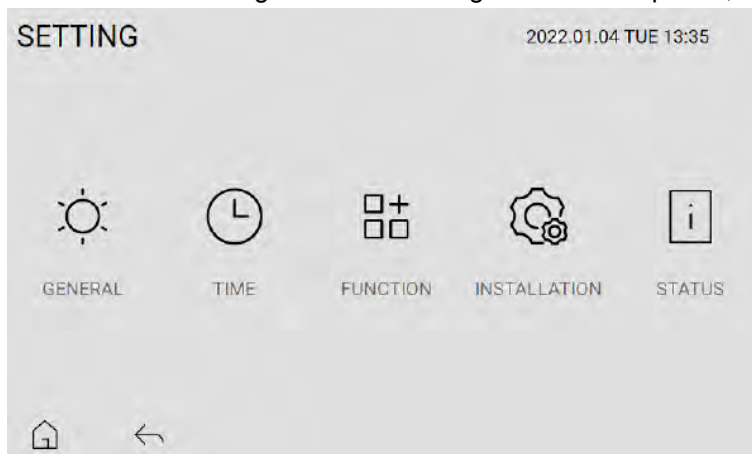 SETTING
2022.01.04 TUE 13:35
i
GENERAL
TIME
FUNCTION
INSTALLATION
STATUS